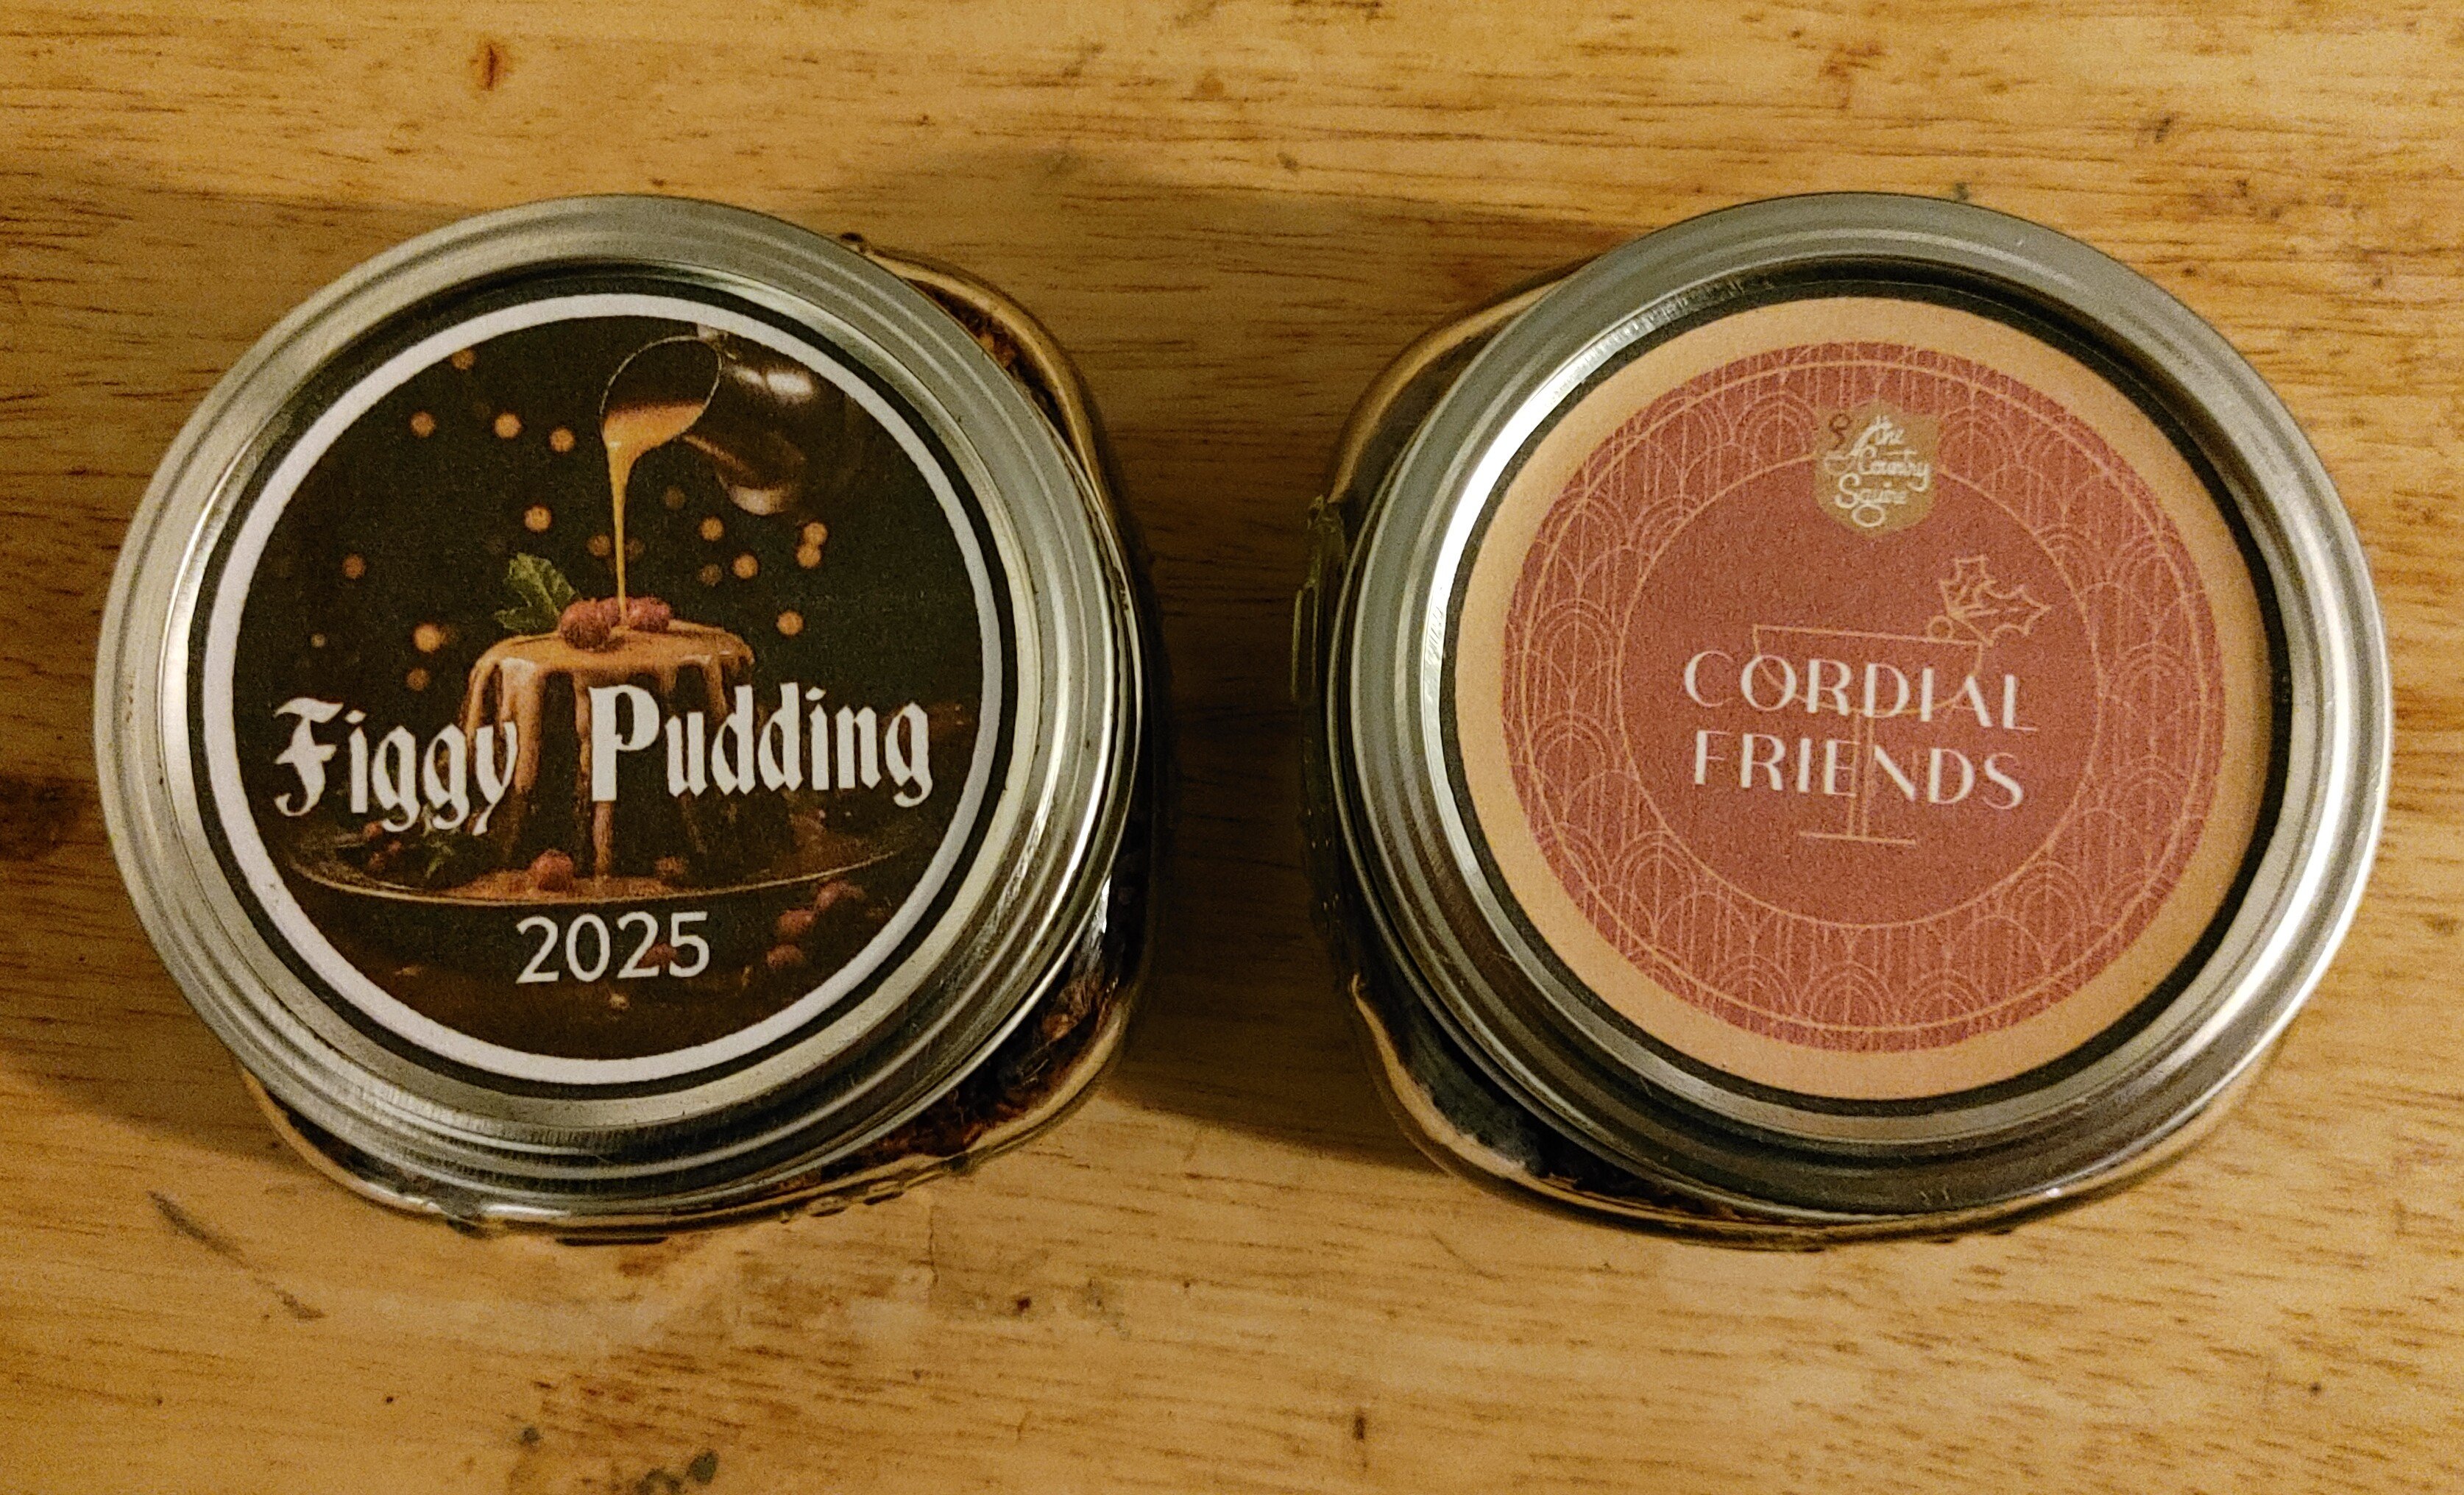 Figgy Pudding
2025
the
Country
Squire
CORDIAL
FRIENDS